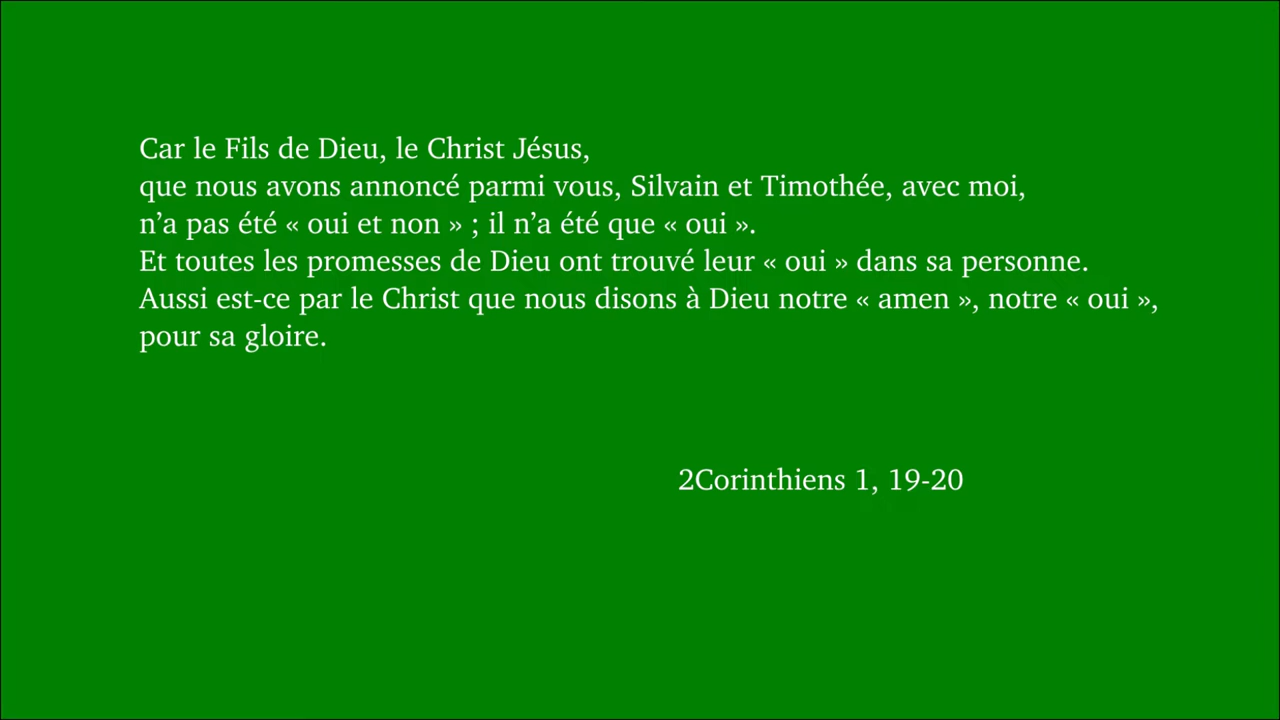 Car le Fils de Dieu, le Christ Jésus,
que nous avons annoncé parmi vous, Silvain et Timothée, avec moi,
n’a pas été « oui et non » ; il n’a été que « oui ».
Et toutes les promesses de Dieu ont trouvé leur « oui » dans sa personne.
Aussi est-ce par le Christ que nous disons à Dieu notre « amen », notre « oui »,
pour sa gloire.
2Corinthiens 1, 19-20